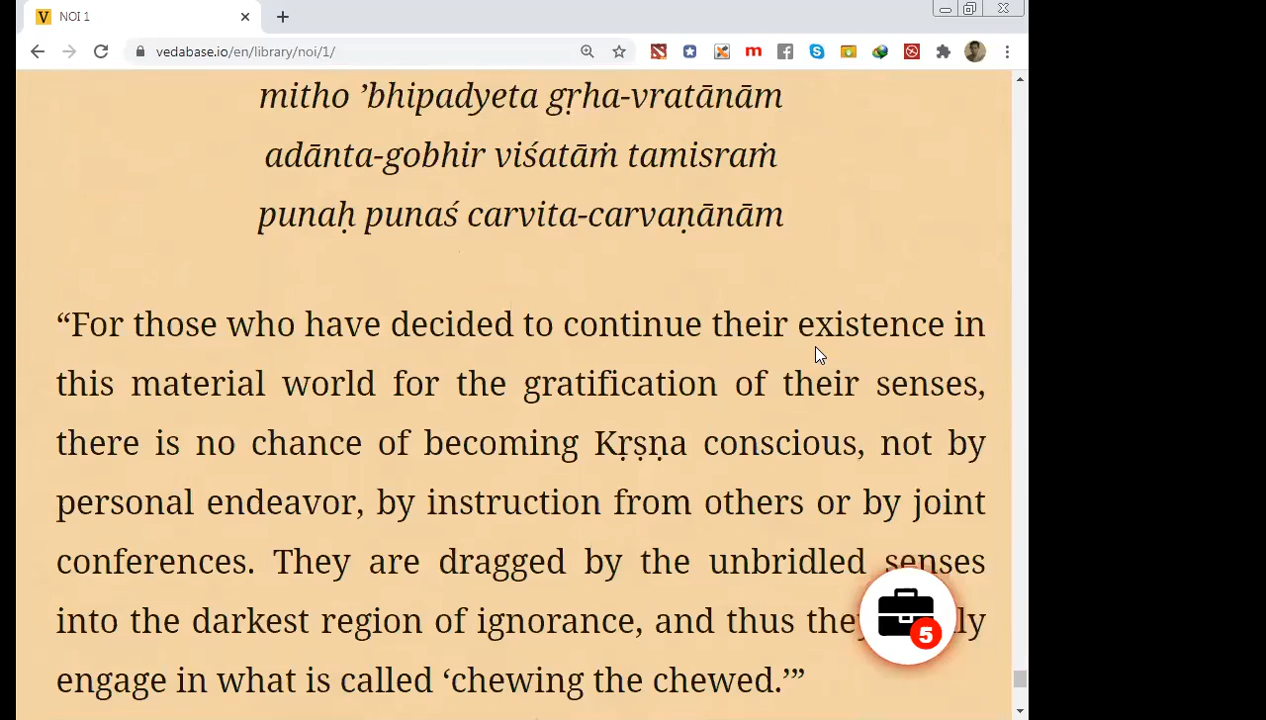 NOI 1
vedabase.io/en/library/noi/1/
mitho ’bhipadyeta gṛha-vratānām
adānta-gobhir viśatāṁ tamisraṁ
punaḥ punaś carvita-carvaṇānām
“For those who have decided to continue their existence in
this material world for the gratification of their senses,
there is no chance of becoming Kṛṣṇa conscious, not by
personal endeavor, by instruction from others or by joint
conferences. They are dragged by the unbridled senses
into the darkest region of ignorance, and thus they
engage in what is called ‘chewing the chewed.’”
5